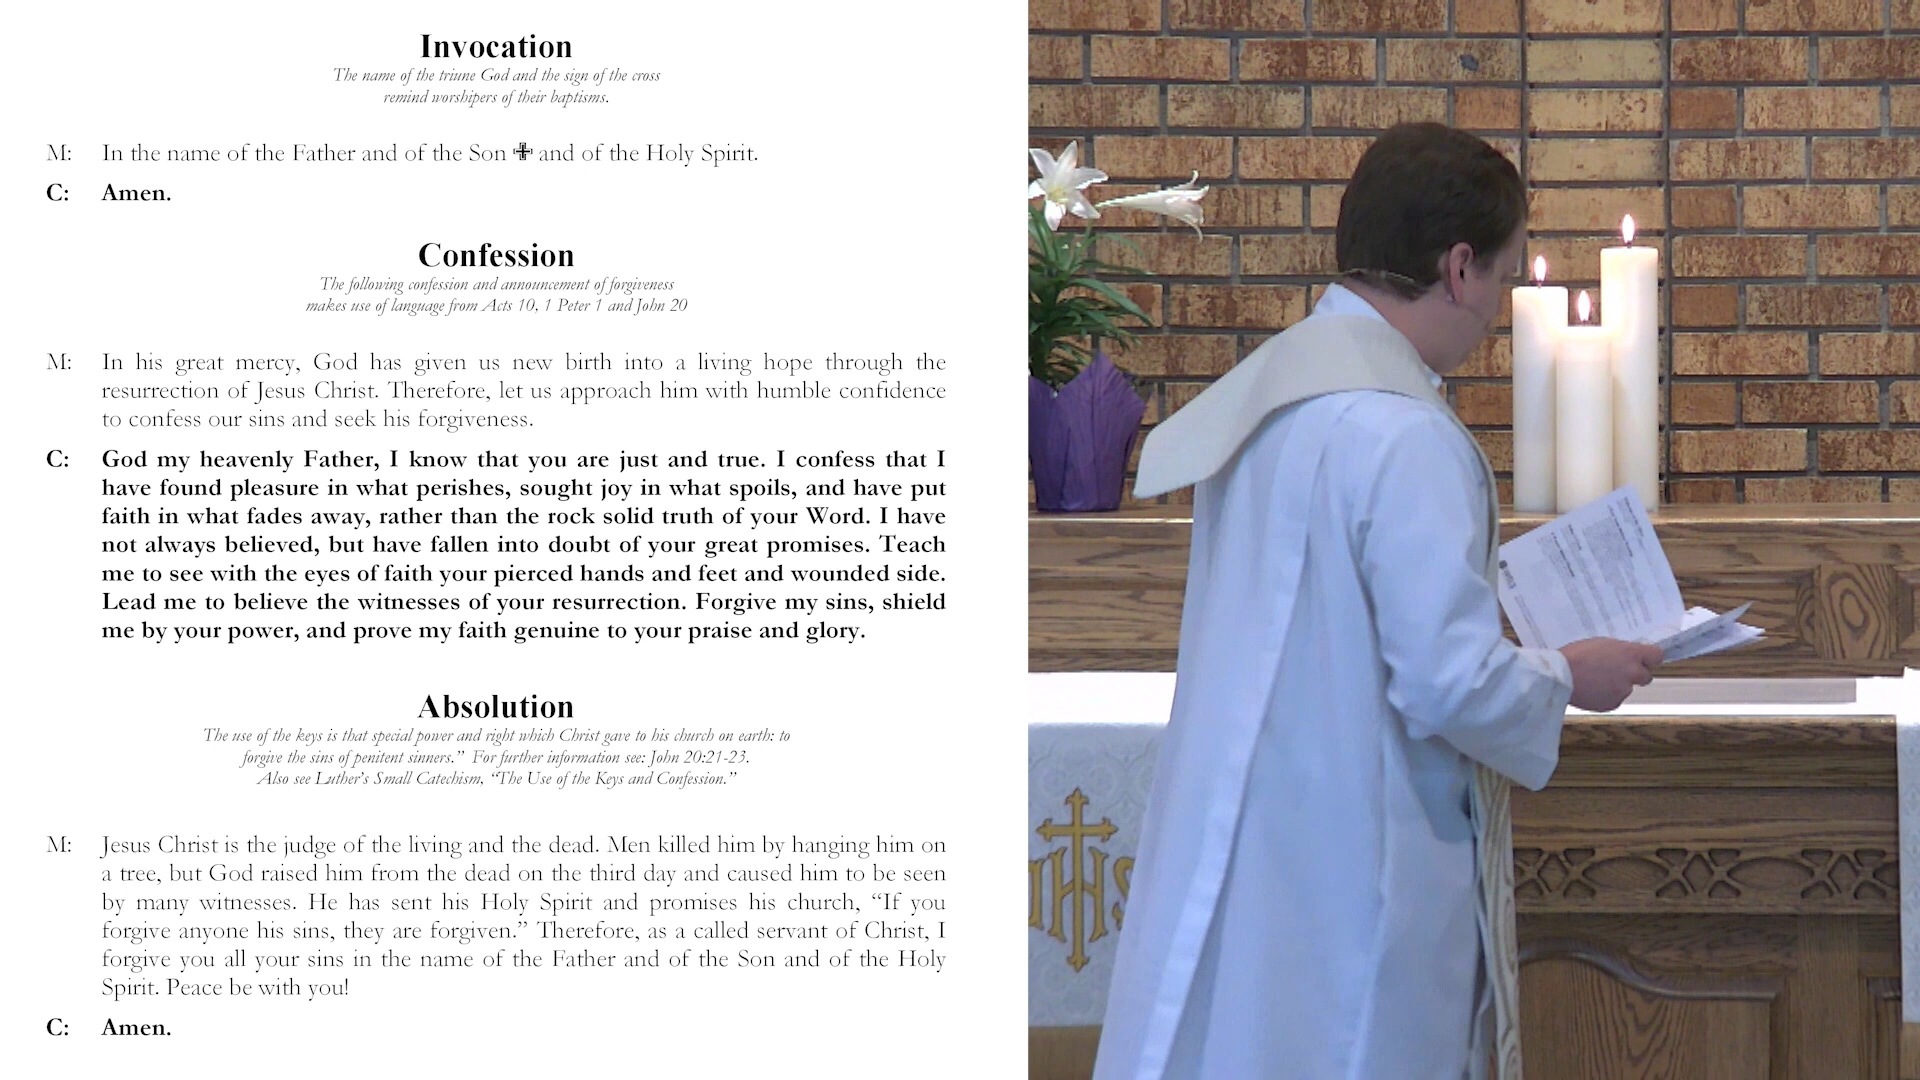 Invocation
The name of the triune God and the sign of the cross
remind worshipers of their baptisms.
M: In the name of the Father and of the Son ✙ and of the Holy Spirit.
C: Amen.
Confession
The following confession and announcement of forgiveness
makes use of language from Acts 10, 1 Peter 1 and John 20
M: In his great mercy, God has given us new birth into a living hope through the
resurrection of Jesus Christ. Therefore, let us approach him with humble confidence
to confess our sins and seek his forgiveness.
C: God my heavenly Father, I know that you are just and true. I confess that I
have found pleasure in what perishes, sought joy in what spoils, and have put
faith in what fades away, rather than the rock solid truth of your Word. I have
not always believed, but have fallen into doubt of your great promises. Teach
me to see with the eyes of faith your pierced hands and feet and wounded side.
Lead me to believe the witnesses of your resurrection. Forgive my sins, shield
me by your power, and prove my faith genuine to your praise and glory.
Absolution
The use of the keys is that special power and right which Christ gave to his church on earth: to
forgive the sins of penitent sinners.” For further information see: John 20:21-23.
Also see Luther’s Small Catechism, “The Use of the Keys and Confession.”
M: Jesus Christ is the judge of the living and the dead. Men killed him by hanging him on
a tree, but God raised him from the dead on the third day and caused him to be seen
by many witnesses. He has sent his Holy Spirit and promises his church, “If you
forgive anyone his sins, they are forgiven.” Therefore, as a called servant of Christ, I
forgive you all your sins in the name of the Father and of the Son and of the Holy
Spirit. Peace be with you!
C: Amen.
IHS